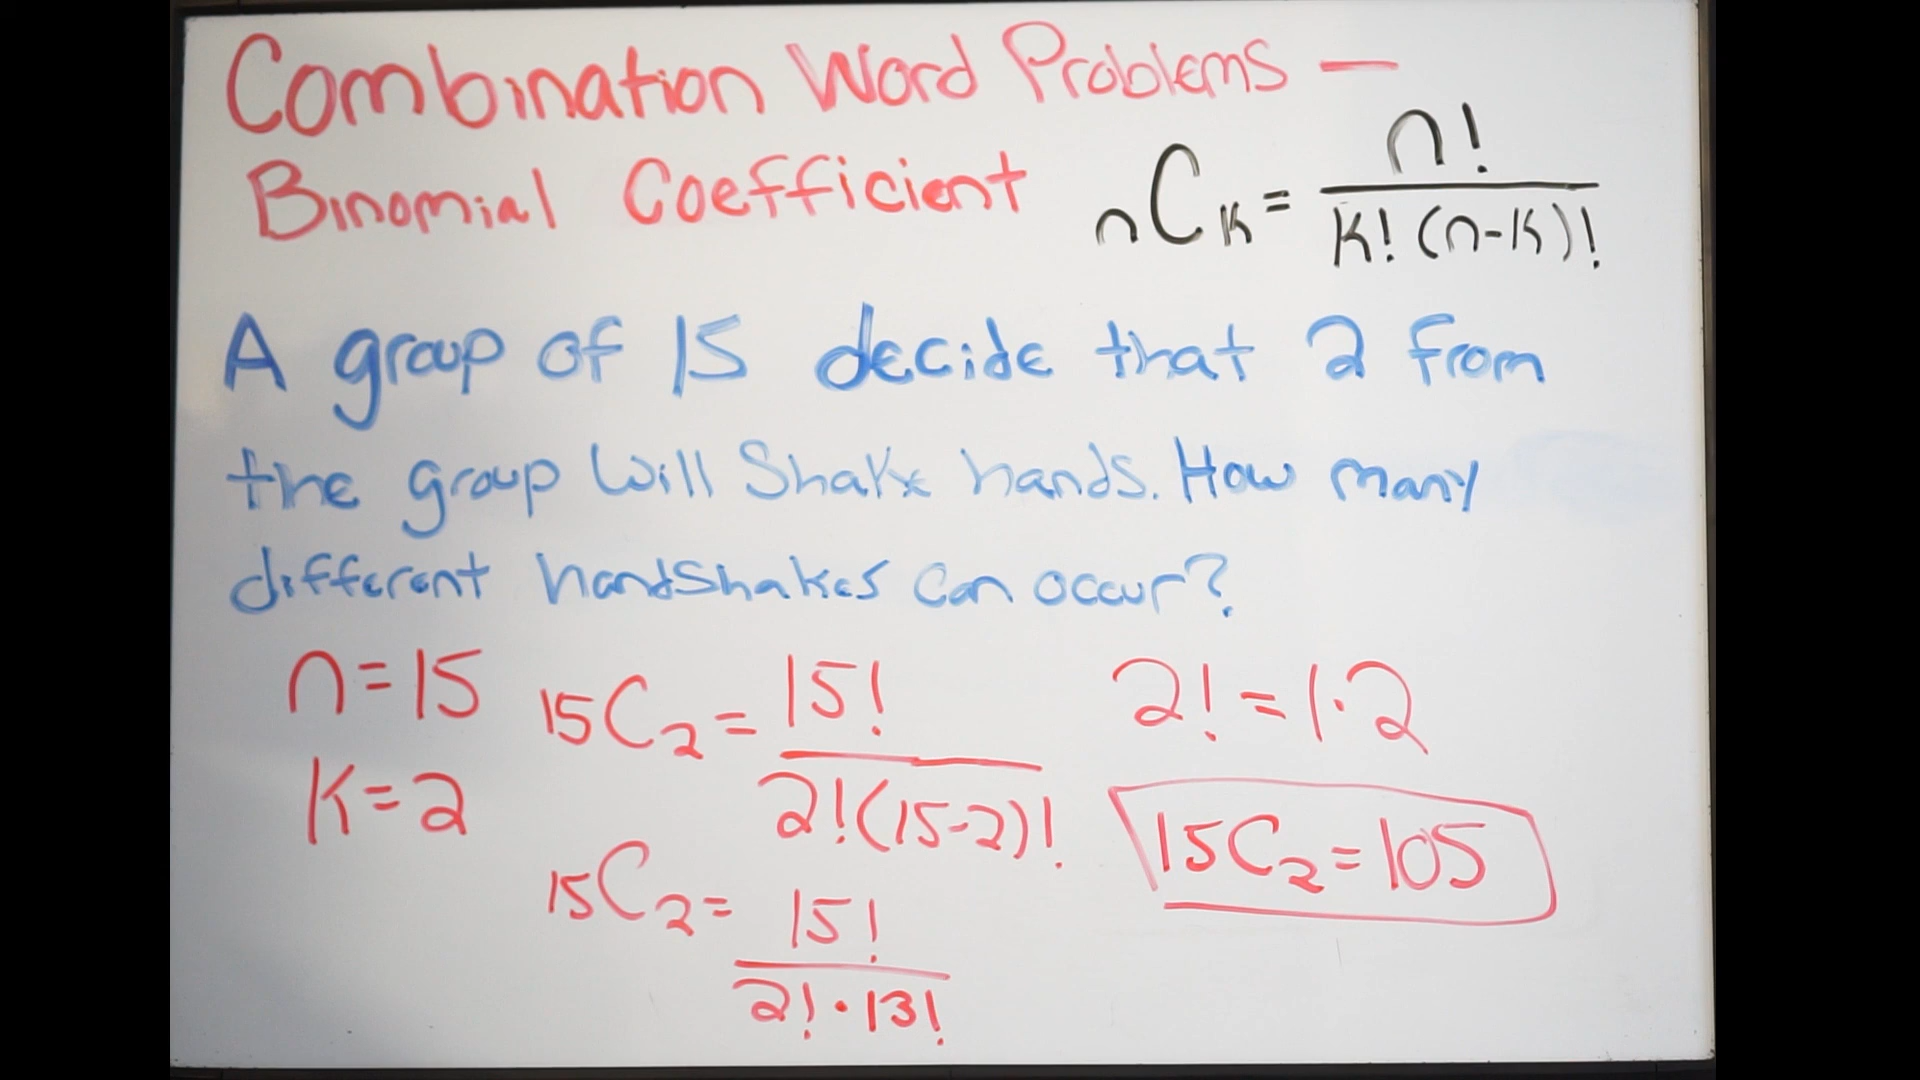 Combination Word Problems —
Binomial Coefficient
nCk = n! / k!(n-k)!
A group of 15 decide that 2 from
the group will shake hands. How many
different handshakes can occur?
n=15
k=2
15C2 = 15! / 2!(15-2)!
15C2 = 15! / 2!·13!
2! = 1·2
15C2 = 105